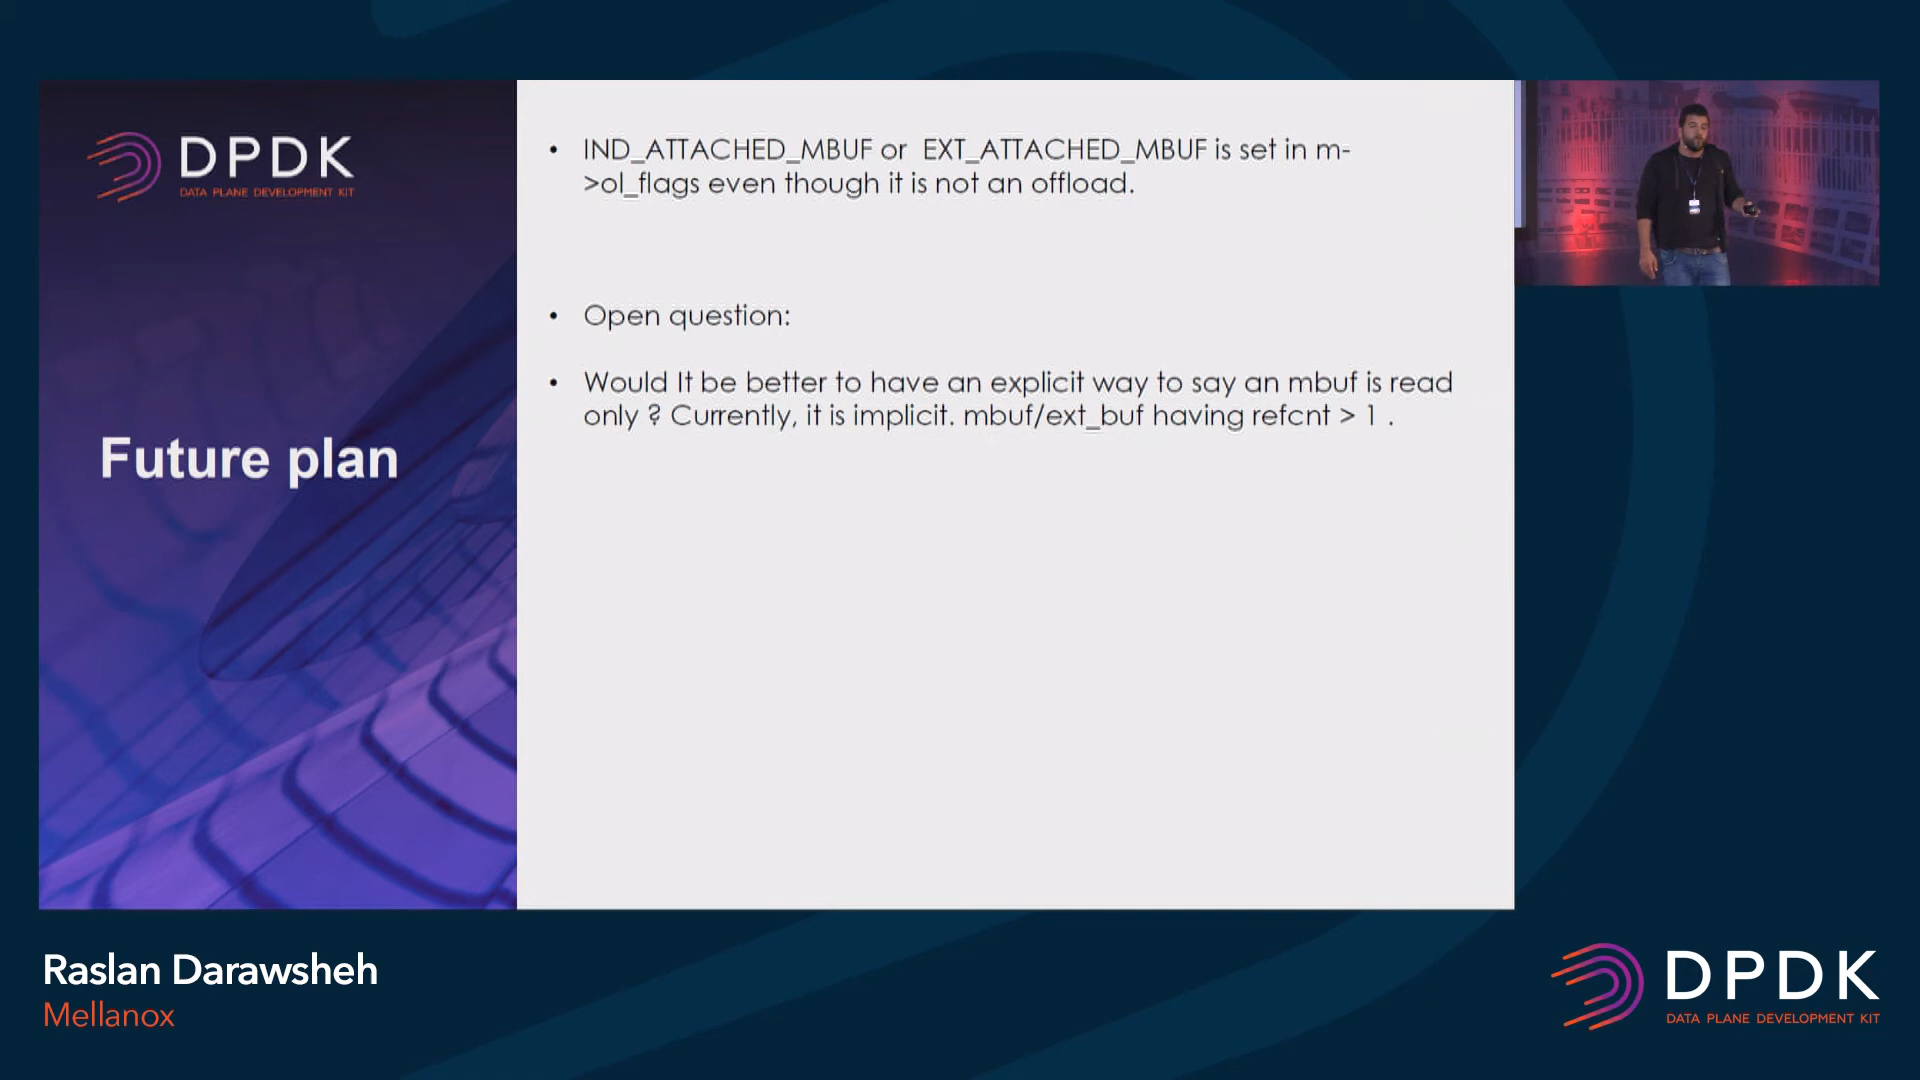 DPDK
DATA PLANE DEVELOPMENT KIT
Future plan
• IND_ATTACHED_MBUF or EXT_ATTACHED_MBUF is set in m-
>ol_flags even though it is not an offload.
• Open question:
• Would It be better to have an explicit way to say an mbuf is read
only ? Currently, it is implicit. mbuf/ext_buf having refcnt > 1 .
Raslan Darawsheh
Mellanox
DPDK
DATA PLANE DEVELOPMENT KIT